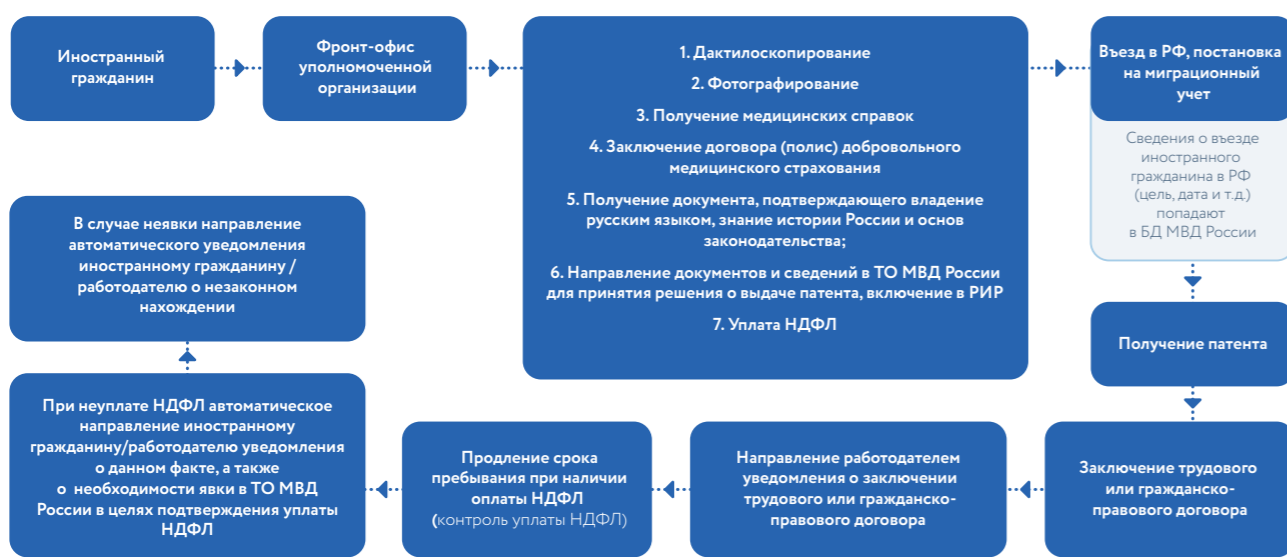 Иностранный
гражданин
Фронт-офис
уполномоченной
организации
1. Дактилоскопирование
2. Фотографирование
3. Получение медицинских справок
4. Заключение договора (полис) добровольного
медицинского страхования
5. Получение документа, подтверждающего владение
русским языком, знание истории России и основ
законодательства;
6. Направление документов и сведений в ТО МВД России
для принятия решения о выдаче патента, включение в РИР
7. Уплата НДФЛ
Въезд в РФ, постановка
на миграционный
учет
Сведения о въезде
иностранного
гражданина в РФ
(цель, дата и т.д.)
попадают
в БД МВД России
Получение патента
Заключение трудового
или гражданско-
правового договора
Направление работодателем
уведомления о заключении
трудового или гражданско-
правового договора
Продление срока
пребывания при наличии
оплаты НДФЛ
(контроль уплаты НДФЛ)
При неуплате НДФЛ автоматическое
направление иностранному
гражданину/работодателю уведомления
о данном факте, а также
о необходимости явки в ТО МВД
России в целях подтверждения уплаты
НДФЛ
В случае неявки направление
автоматического уведомления
иностранному гражданину /
работодателю о незаконном
нахождении